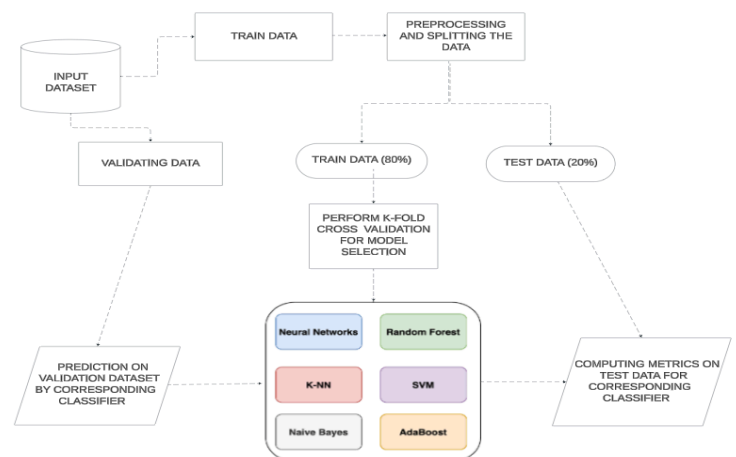 INPUT
DATASET
TRAIN DATA
PREPROCESSING
AND SPLITTING THE
DATA
VALIDATING DATA
TRAIN DATA (80%)
TEST DATA (20%)
PERFORM K-FOLD
CROSS VALIDATION
FOR MODEL
SELECTION
Neural Networks
Random Forest
K-NN
SVM
Naive Bayes
AdaBoost
PREDICTION ON
VALIDATION DATASET
BY CORRESPONDING
CLASSIFIER
COMPUTING METRICS ON
TEST DATA FOR
CORRESPONDING
CLASSIFIER